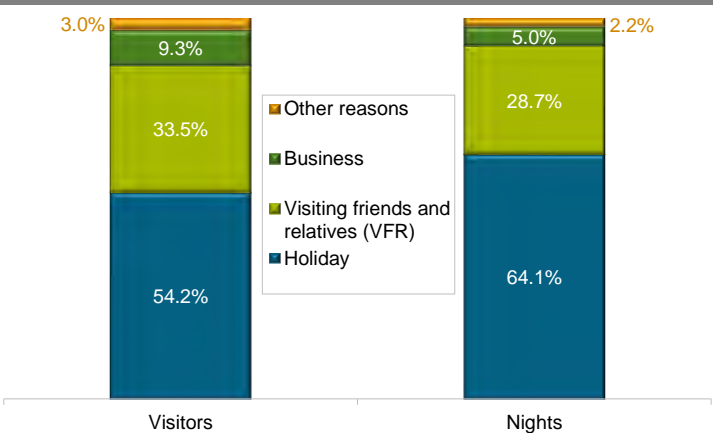 3.0%
9.3%
33.5%
54.2%
Other reasons
Business
Visiting friends and
relatives (VFR)
Holiday
2.2%
5.0%
28.7%
64.1%
Visitors
Nights